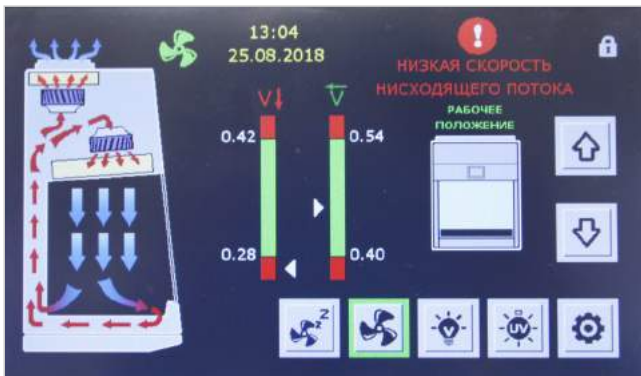 13:04
25.08.2018
НИЗКАЯ СКОРОСТЬ
НИСХОДЯЩЕГО ПОТОКА
РАБОЧЕЕ
ПОЛОЖЕНИЕ
V V
0.42 0.54
0.28 0.40
z z z
V
UV